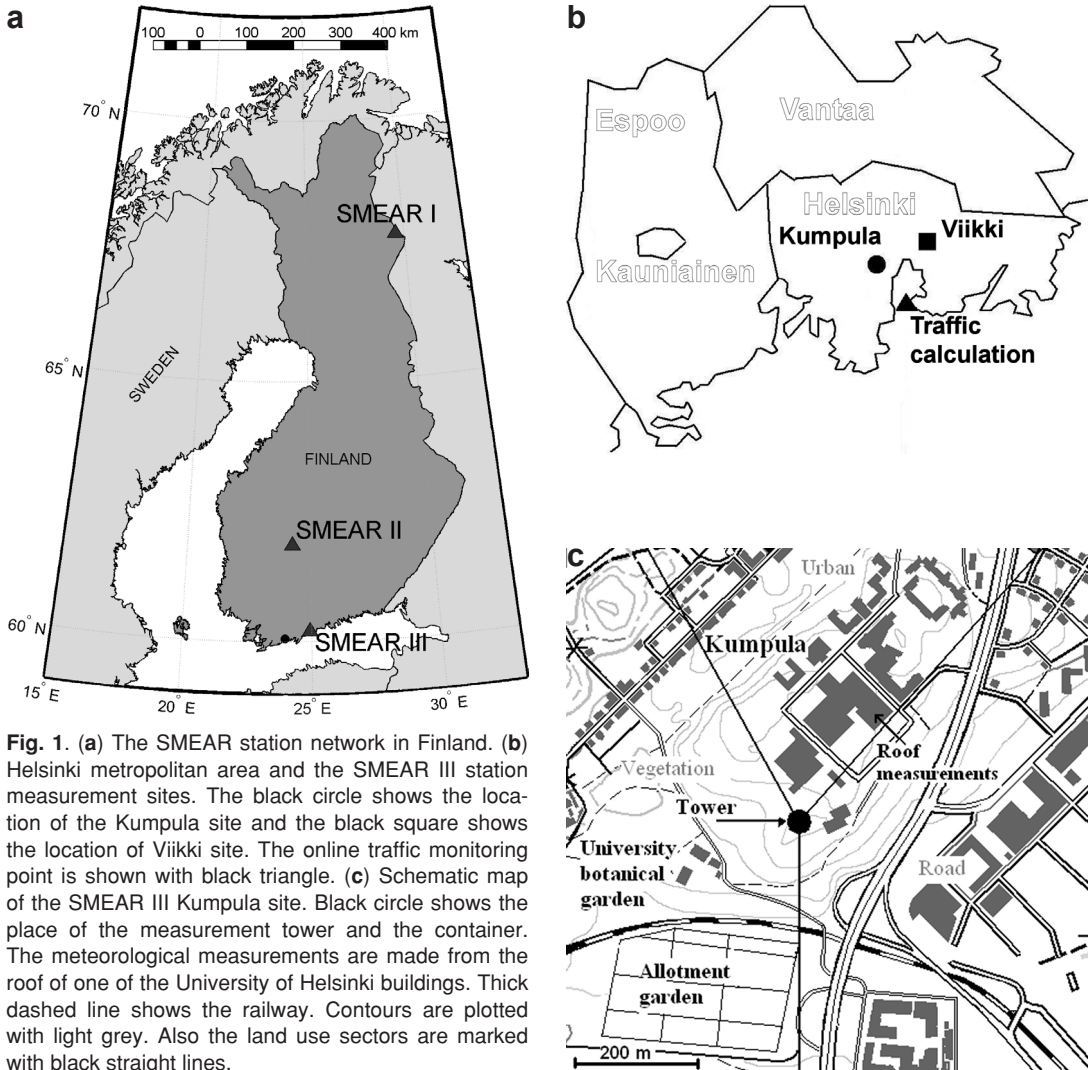 a
100 0 100 200 300 400 km
70° N
SMEAR I
65° N
SWEDEN
FINLAND
SMEAR II
60° N
SMEAR III
15° E
20° E
25° E
30° E
Fig. 1. (a) The SMEAR station network in Finland. (b)
Helsinki metropolitan area and the SMEAR III station
measurement sites. The black circle shows the loca-
tion of the Kumpula site and the black square shows
the location of Viikki site. The online traffic monitoring
point is shown with black triangle. (c) Schematic map
of the SMEAR III Kumpula site. Black circle shows the
place of the measurement tower and the container.
The meteorological measurements are made from the
roof of one of the University of Helsinki buildings. Thick
dashed line shows the railway. Contours are plotted
with light grey. Also the land use sectors are marked
with black straight lines.
b
Espoo
Vantaa
Helsinki
Kumpula
Viikki
Kauniainen
Traffic
calculation
c
Urban
Kumpula
Roof
measurements
Vegetation
Tower
University
botanical
garden
Road
Allotment
garden
200 m